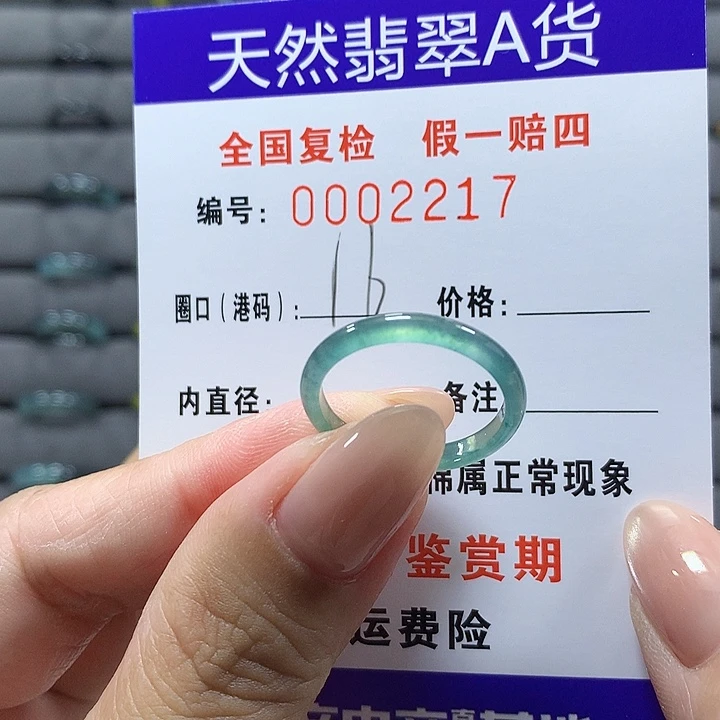 天然翡翠A货
全国复检 假一赔四
编号: 0002217
圈口(港码): 13 价格:
内直径: 备注
属正常现象
鉴赏期
运费险